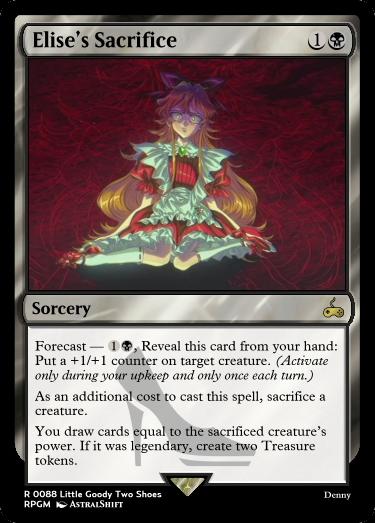 Elise's Sacrifice 1
Sorcery
Forecast — 1, Reveal this card from your hand:
Put a +1/+1 counter on target creature. (Activate
only during your upkeep and only once each turn.)
As an additional cost to cast this spell, sacrifice a
creature.
You draw cards equal to the sacrificed creature's
power. If it was legendary, create two Treasure
tokens.
R 0088 Little Goody Two Shoes
RPGM AstralShift
Denny